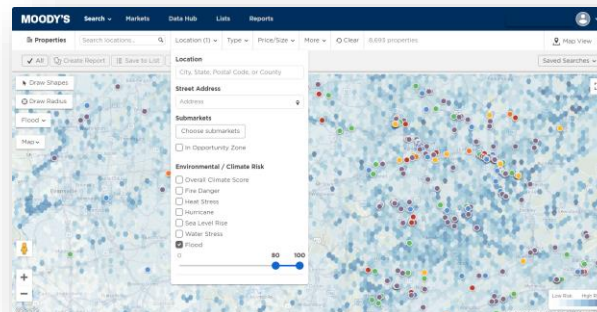 MOODY'S Search Markets Data Hub Lists Reports
Properties Search locations... Location (1) Type Price/Size More Clear 8,693 properties Map View
All Create Report Save to List Saved Searches
Draw Shapes
Draw Radius
Flood
Map
Location
City, State, Postal Code, or County
Street Address
Address
Submarkets
Choose submarkets
In Opportunity Zone
Environmental / Climate Risk
Overall Climate Score
Fire Danger
Heat Stress
Hurricane
Sea Level Rise
Water Stress
Flood
0 80 100
+
−
Low Risk High R